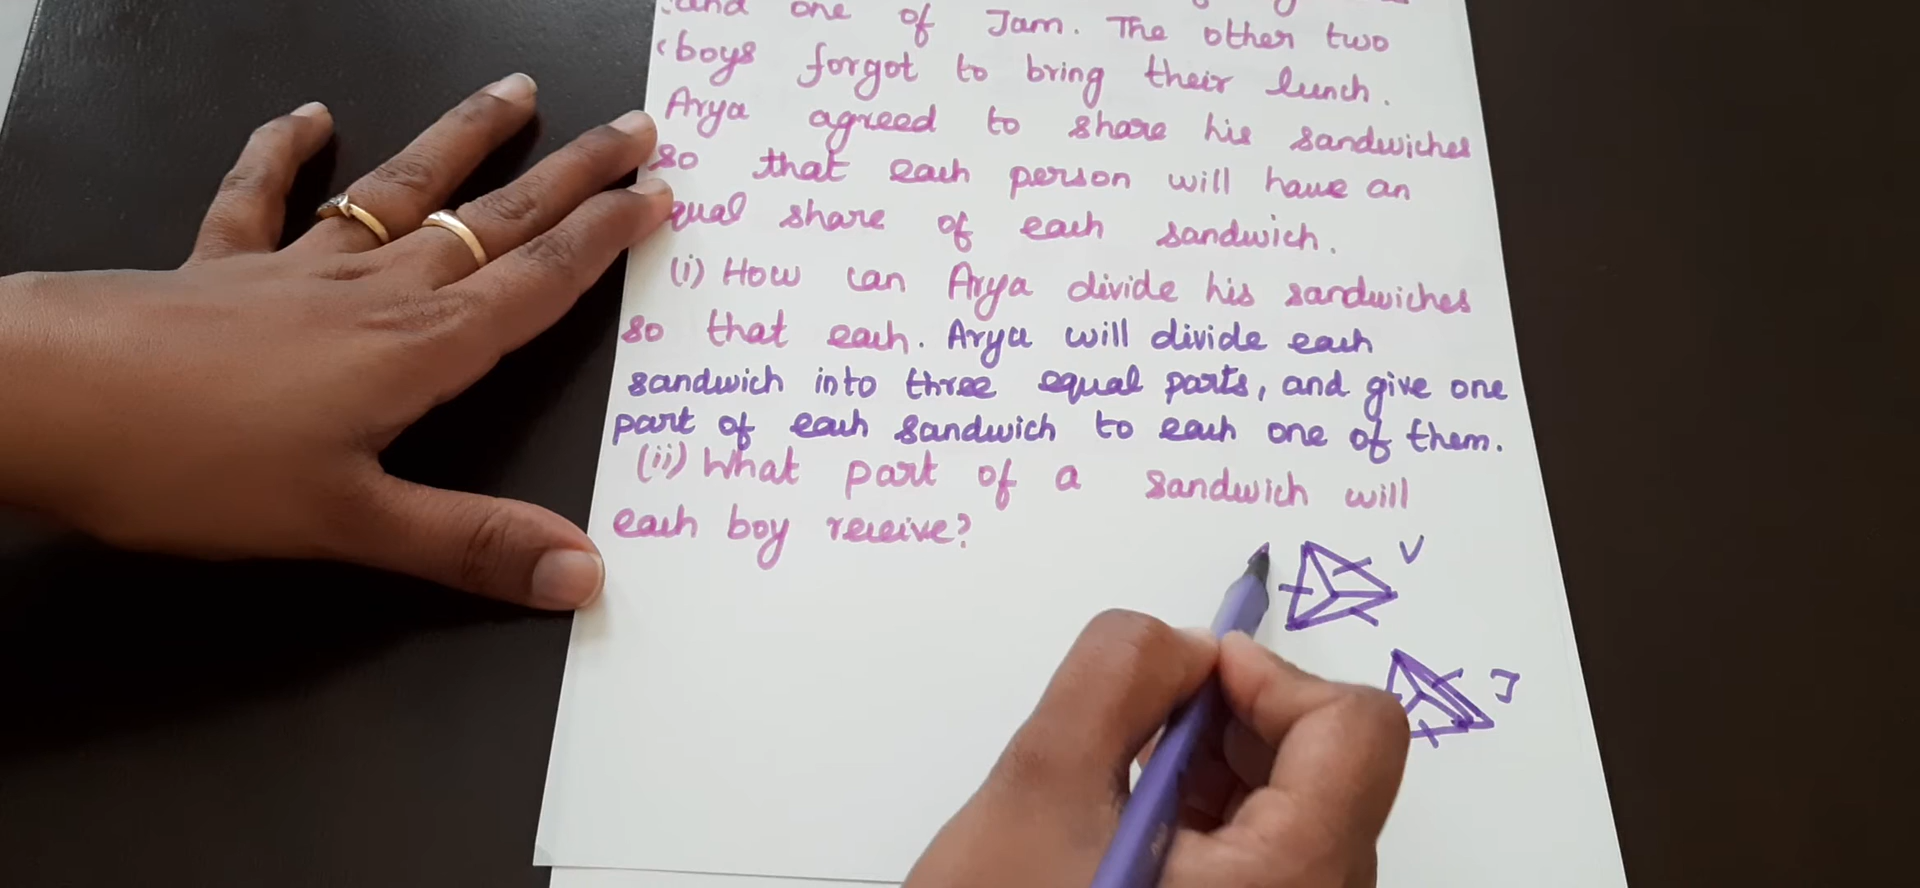 and one of Jam. The other two
boys forgot to bring their lunch.
Arya agreed to share his sandwiches
so that each person will have an
qual share of each sandwich.
(i) How can Arya divide his sandwiches
so that each. Arya will divide each
sandwich into three equal parts, and give one
part of each sandwich to each one of them.
(ii) What part of a sandwich will
each boy receive?
V
J